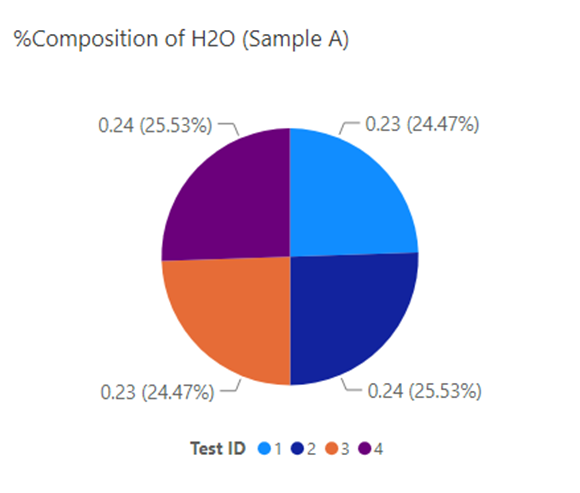 %Composition of H2O (Sample A)
0.24 (25.53%)
0.23 (24.47%)
0.23 (24.47%)
0.24 (25.53%)
Test ID 1 2 3 4